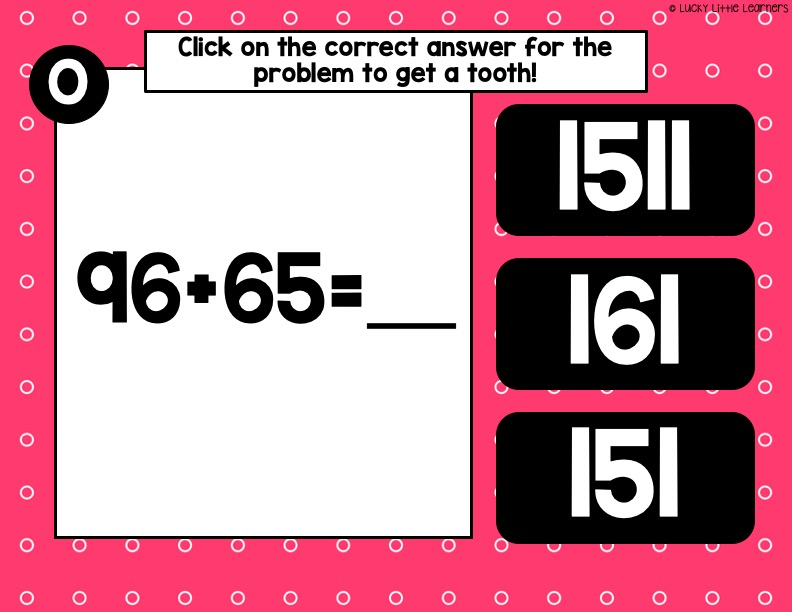 © Lucky Little Learners
Click on the correct answer for the
problem to get a tooth!
0
96+65=__
1511
161
151